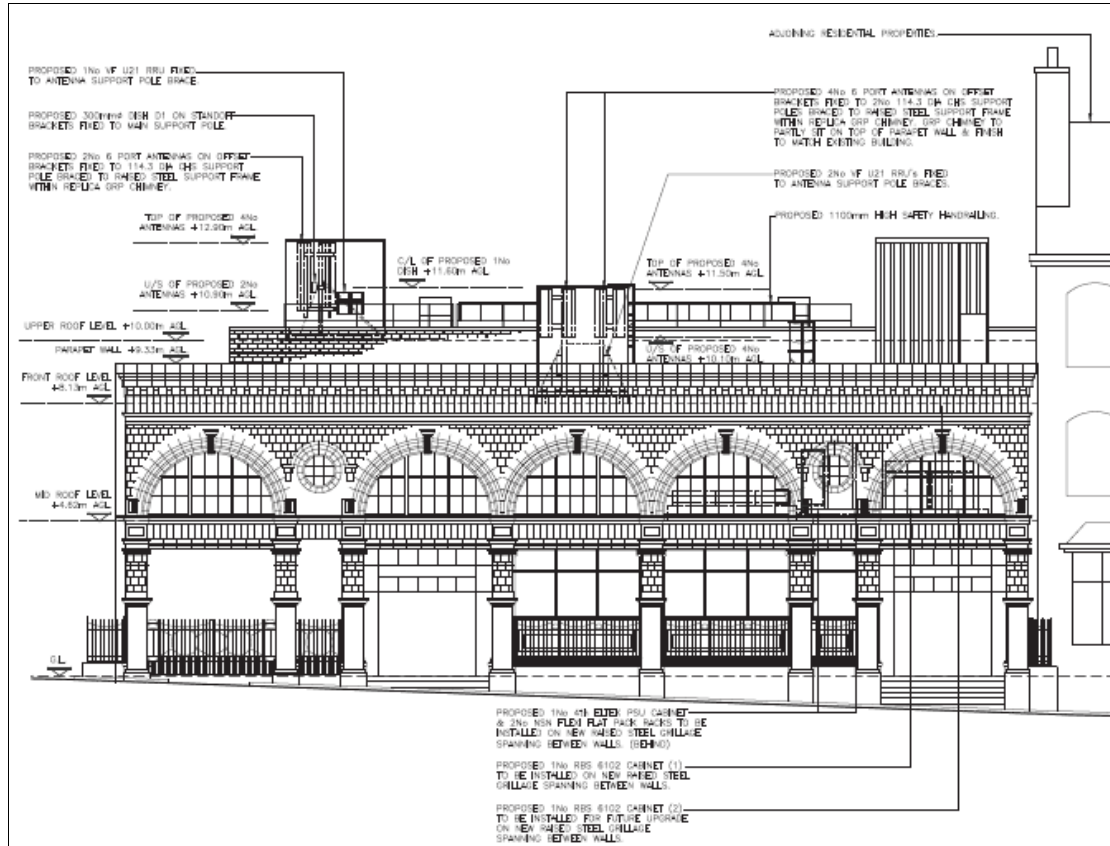 ADJOINING RESIDENTIAL PROPERTIES.
PROPOSED 1No VF U21 RRU FIXED
TO ANTENNA SUPPORT POLE BRACE.
PROPOSED 300mmø DISH D1 ON STANDOFF
BRACKETS FIXED TO MAIN SUPPORT POLE.
PROPOSED 2No 6 PORT ANTENNAS ON OFFSET
BRACKETS FIXED TO 114.3 DIA CHS SUPPORT
POLE BRACED TO RAISED STEEL SUPPORT FRAME
WITHIN REPLICA GRP CHIMNEY.
PROPOSED 4No 6 PORT ANTENNAS ON OFFSET
BRACKETS FIXED TO 2No 114.3 DIA CHS SUPPORT
POLES BRACED TO RAISED STEEL SUPPORT FRAME
WITHIN REPLICA GRP CHIMNEY. GRP CHIMNEY TO
PARTLY SIT ON TOP OF PARAPET WALL & FINISH
TO MATCH EXISTING BUILDING.
PROPOSED 2No VF U21 RRU's FIXED
TO ANTENNA SUPPORT POLE BRACES.
PROPOSED 1100mm HIGH SAFETY HANDRAILING.
TOP OF PROPOSED 4No
ANTENNAS +12.90m AGL
C/L OF PROPOSED 1No
DISH +11.60m AGL
TOP OF PROPOSED 4No
ANTENNAS +11.50m AGL
U/S OF PROPOSED 2No
ANTENNAS +10.90m AGL
UPPER ROOF LEVEL +10.00m AGL
PARAPET WALL +9.33m AGL
U/S OF PROPOSED 4No
ANTENNAS +10.10m AGL
FRONT ROOF LEVEL
+8.13m AGL
MID ROOF LEVEL
+4.62m AGL
GL
PROPOSED 1No ELTEK PSU CABINET
& 2No NSN FLEXI FLAT PACK RACKS TO BE
INSTALLED ON NEW RAISED STEEL GRILLAGE
SPANNING BETWEEN WALLS. (BEHIND)
PROPOSED 1No RBS 6102 CABINET (1)
TO BE INSTALLED ON NEW RAISED STEEL
GRILLAGE SPANNING BETWEEN WALLS.
PROPOSED 1No RBS 6102 CABINET (2)
TO BE INSTALLED FOR FUTURE UPGRADE
ON NEW RAISED STEEL GRILLAGE
SPANNING BETWEEN WALLS.